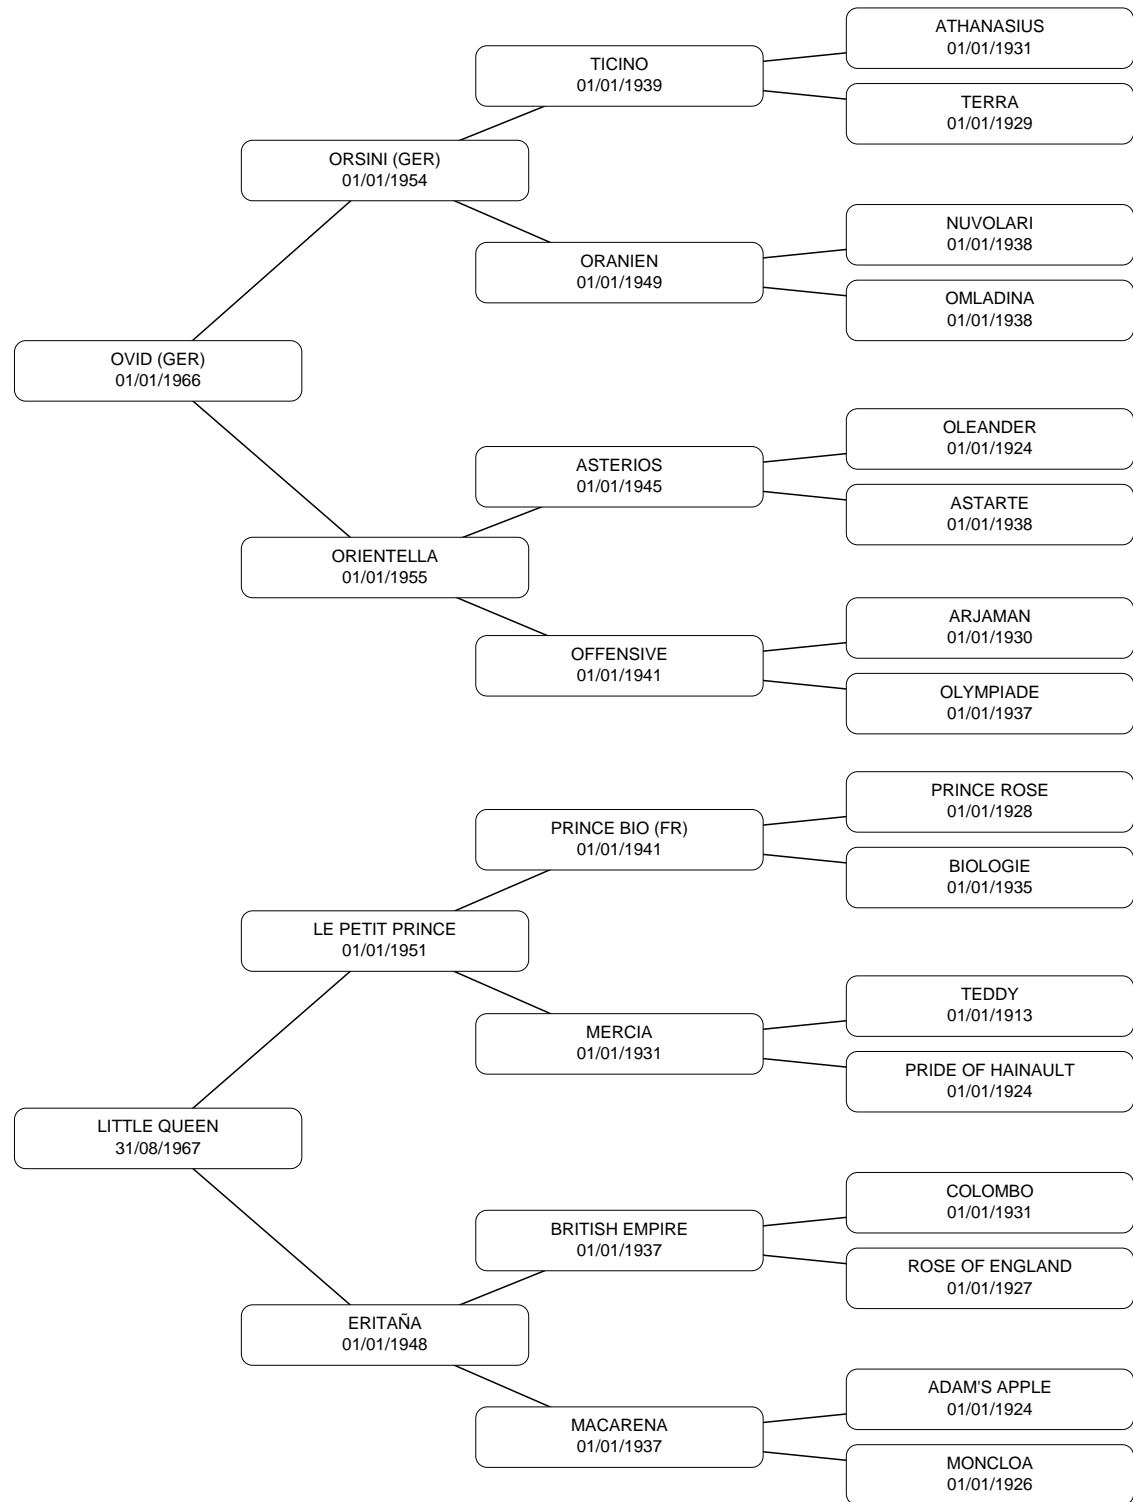 ATHANASIUS
01/01/1931
TICINO
01/01/1939
TERRA
01/01/1929
ORSINI (GER)
01/01/1954
NUVOLARI
01/01/1938
ORANIEN
01/01/1949
OMLADINA
01/01/1938
OVID (GER)
01/01/1966
OLEANDER
01/01/1924
ASTERIOS
01/01/1945
ASTARTE
01/01/1938
ORIENTELLA
01/01/1955
ARJAMAN
01/01/1930
OFFENSIVE
01/01/1941
OLYMPIADE
01/01/1937
PRINCE ROSE
01/01/1928
PRINCE BIO (FR)
01/01/1941
BIOLOGIE
01/01/1935
LE PETIT PRINCE
01/01/1951
TEDDY
01/01/1913
MERCIA
01/01/1931
PRIDE OF HAINAULT
01/01/1924
LITTLE QUEEN
31/08/1967
COLOMBO
01/01/1931
BRITISH EMPIRE
01/01/1937
ROSE OF ENGLAND
01/01/1927
ERITAÑA
01/01/1948
ADAM'S APPLE
01/01/1924
MACARENA
01/01/1937
MONCLOA
01/01/1926